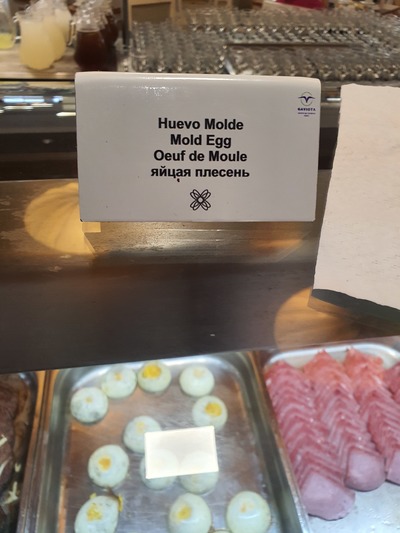 Huevo Molde
Mold Egg
Oeuf de Moule
яйцая плесень